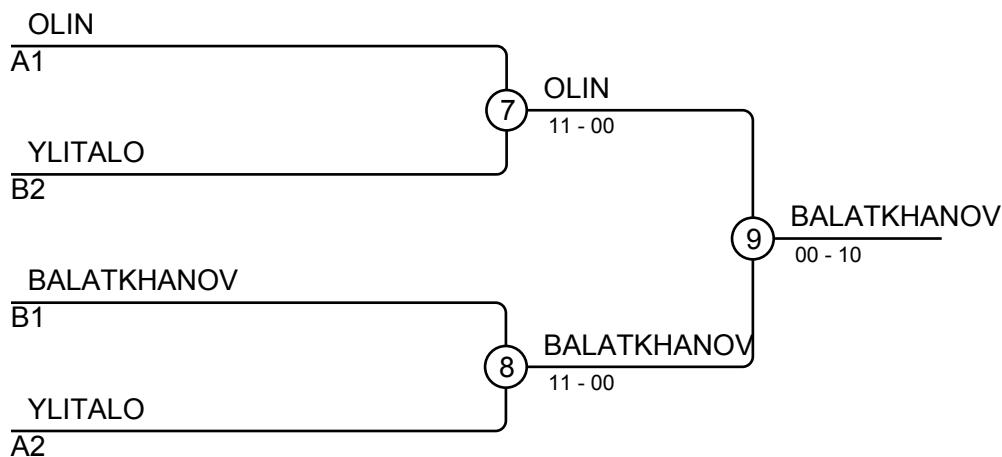 OLIN
A1
7
OLIN
11 - 00
YLITALO
B2
9
BALATKHANOV
00 - 10
BALATKHANOV
B1
8
BALATKHANOV
11 - 00
YLITALO
A2